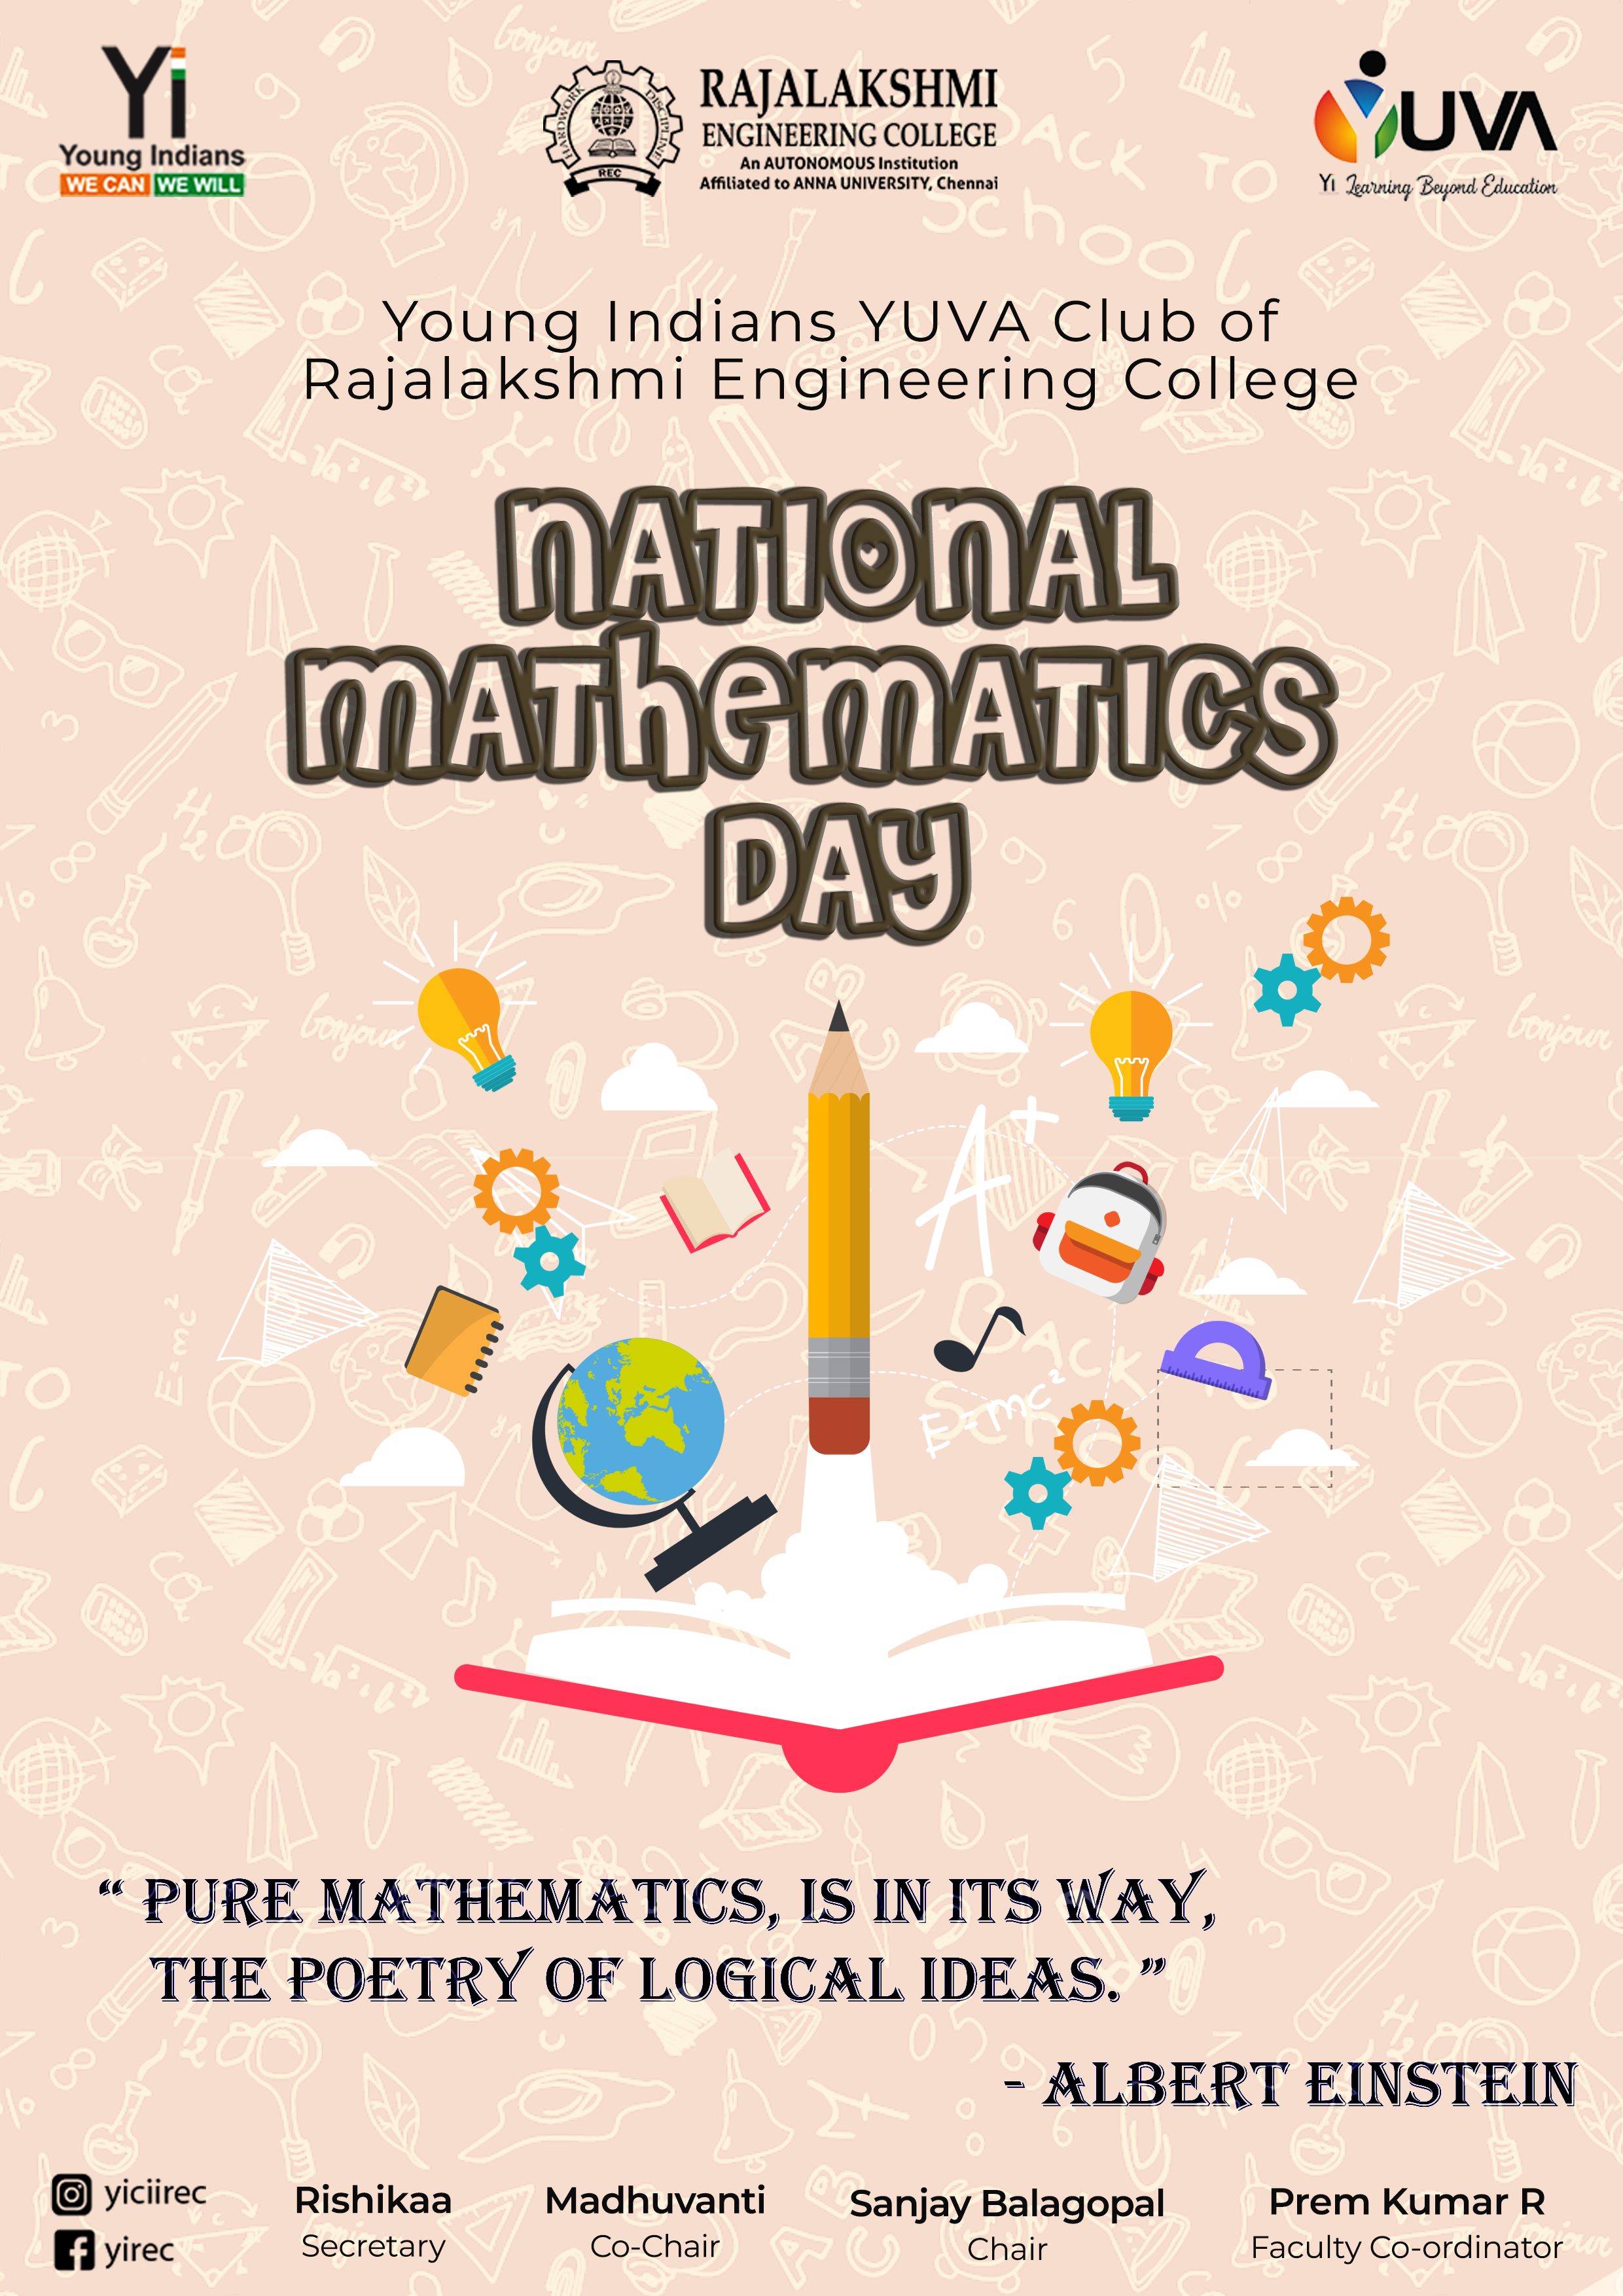 Yi
Young Indians
WE CAN WE WILL
HARDWORK DISCIPLINE
REC
RAJALAKSHMI
ENGINEERING COLLEGE
An AUTONOMOUS Institution
Affiliated to ANNA UNIVERSITY, Chennai
YUVA
Yi Learning Beyond Education
Young Indians YUVA Club of
Rajalakshmi Engineering College
NATIONAL
MATHEMATICS
DAY
A+
E=mc²
“ PURE MATHEMATICS, IS IN ITS WAY,
THE POETRY OF LOGICAL IDEAS. ”
- ALBERT EINSTEIN
yiciirec
yirec
Rishikaa
Secretary
Madhuvanti
Co-Chair
Sanjay Balagopal
Chair
Prem Kumar R
Faculty Co-ordinator